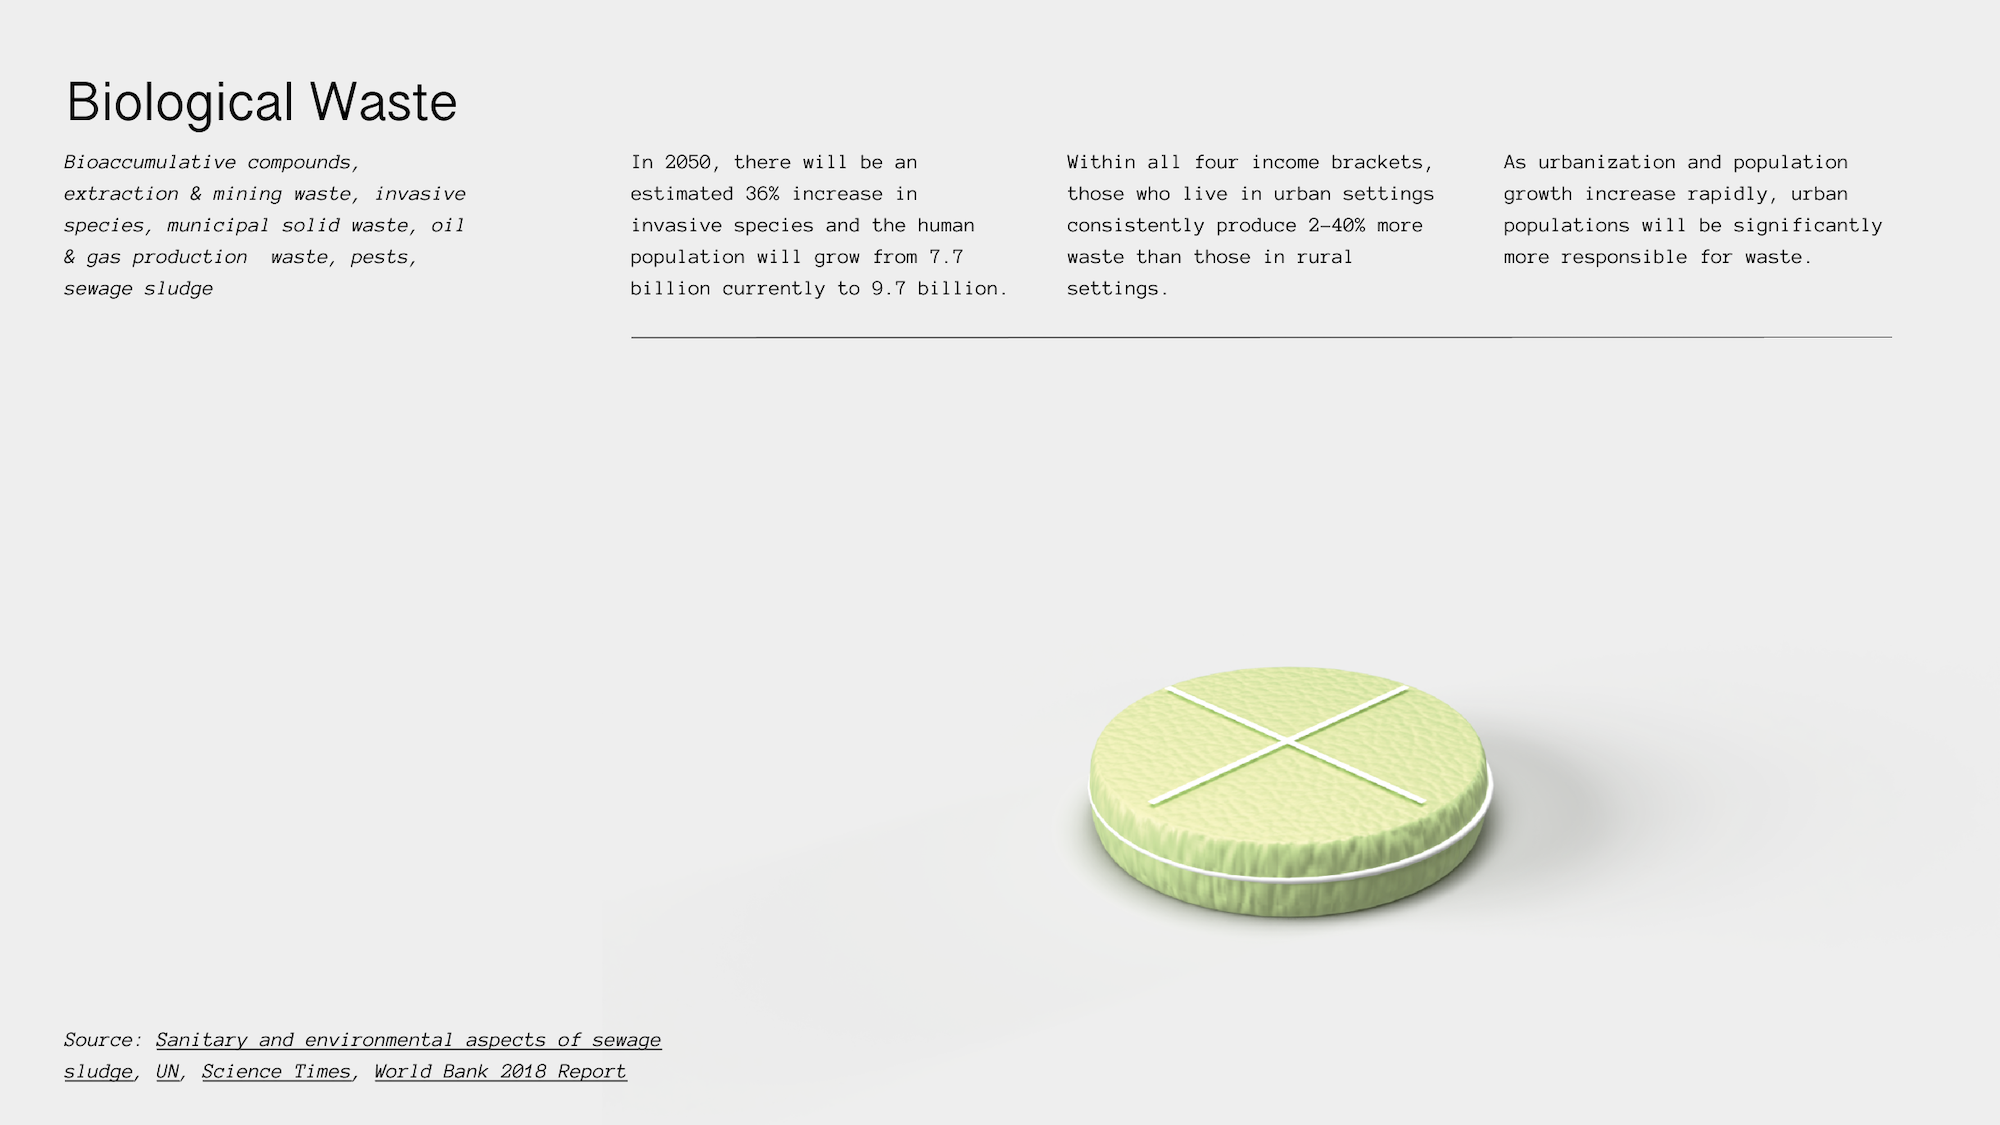 Biological Waste
Bioaccumulative compounds,
extraction & mining waste, invasive
species, municipal solid waste, oil
& gas production  waste, pests,
sewage sludge
In 2050, there will be an
estimated 36% increase in
invasive species and the human
population will grow from 7.7
billion currently to 9.7 billion.
Within all four income brackets,
those who live in urban settings
consistently produce 2-40% more
waste than those in rural
settings.
As urbanization and population
growth increase rapidly, urban
populations will be significantly
more responsible for waste.
Source: Sanitary and environmental aspects of sewage
sludge, UN, Science Times, World Bank 2018 Report